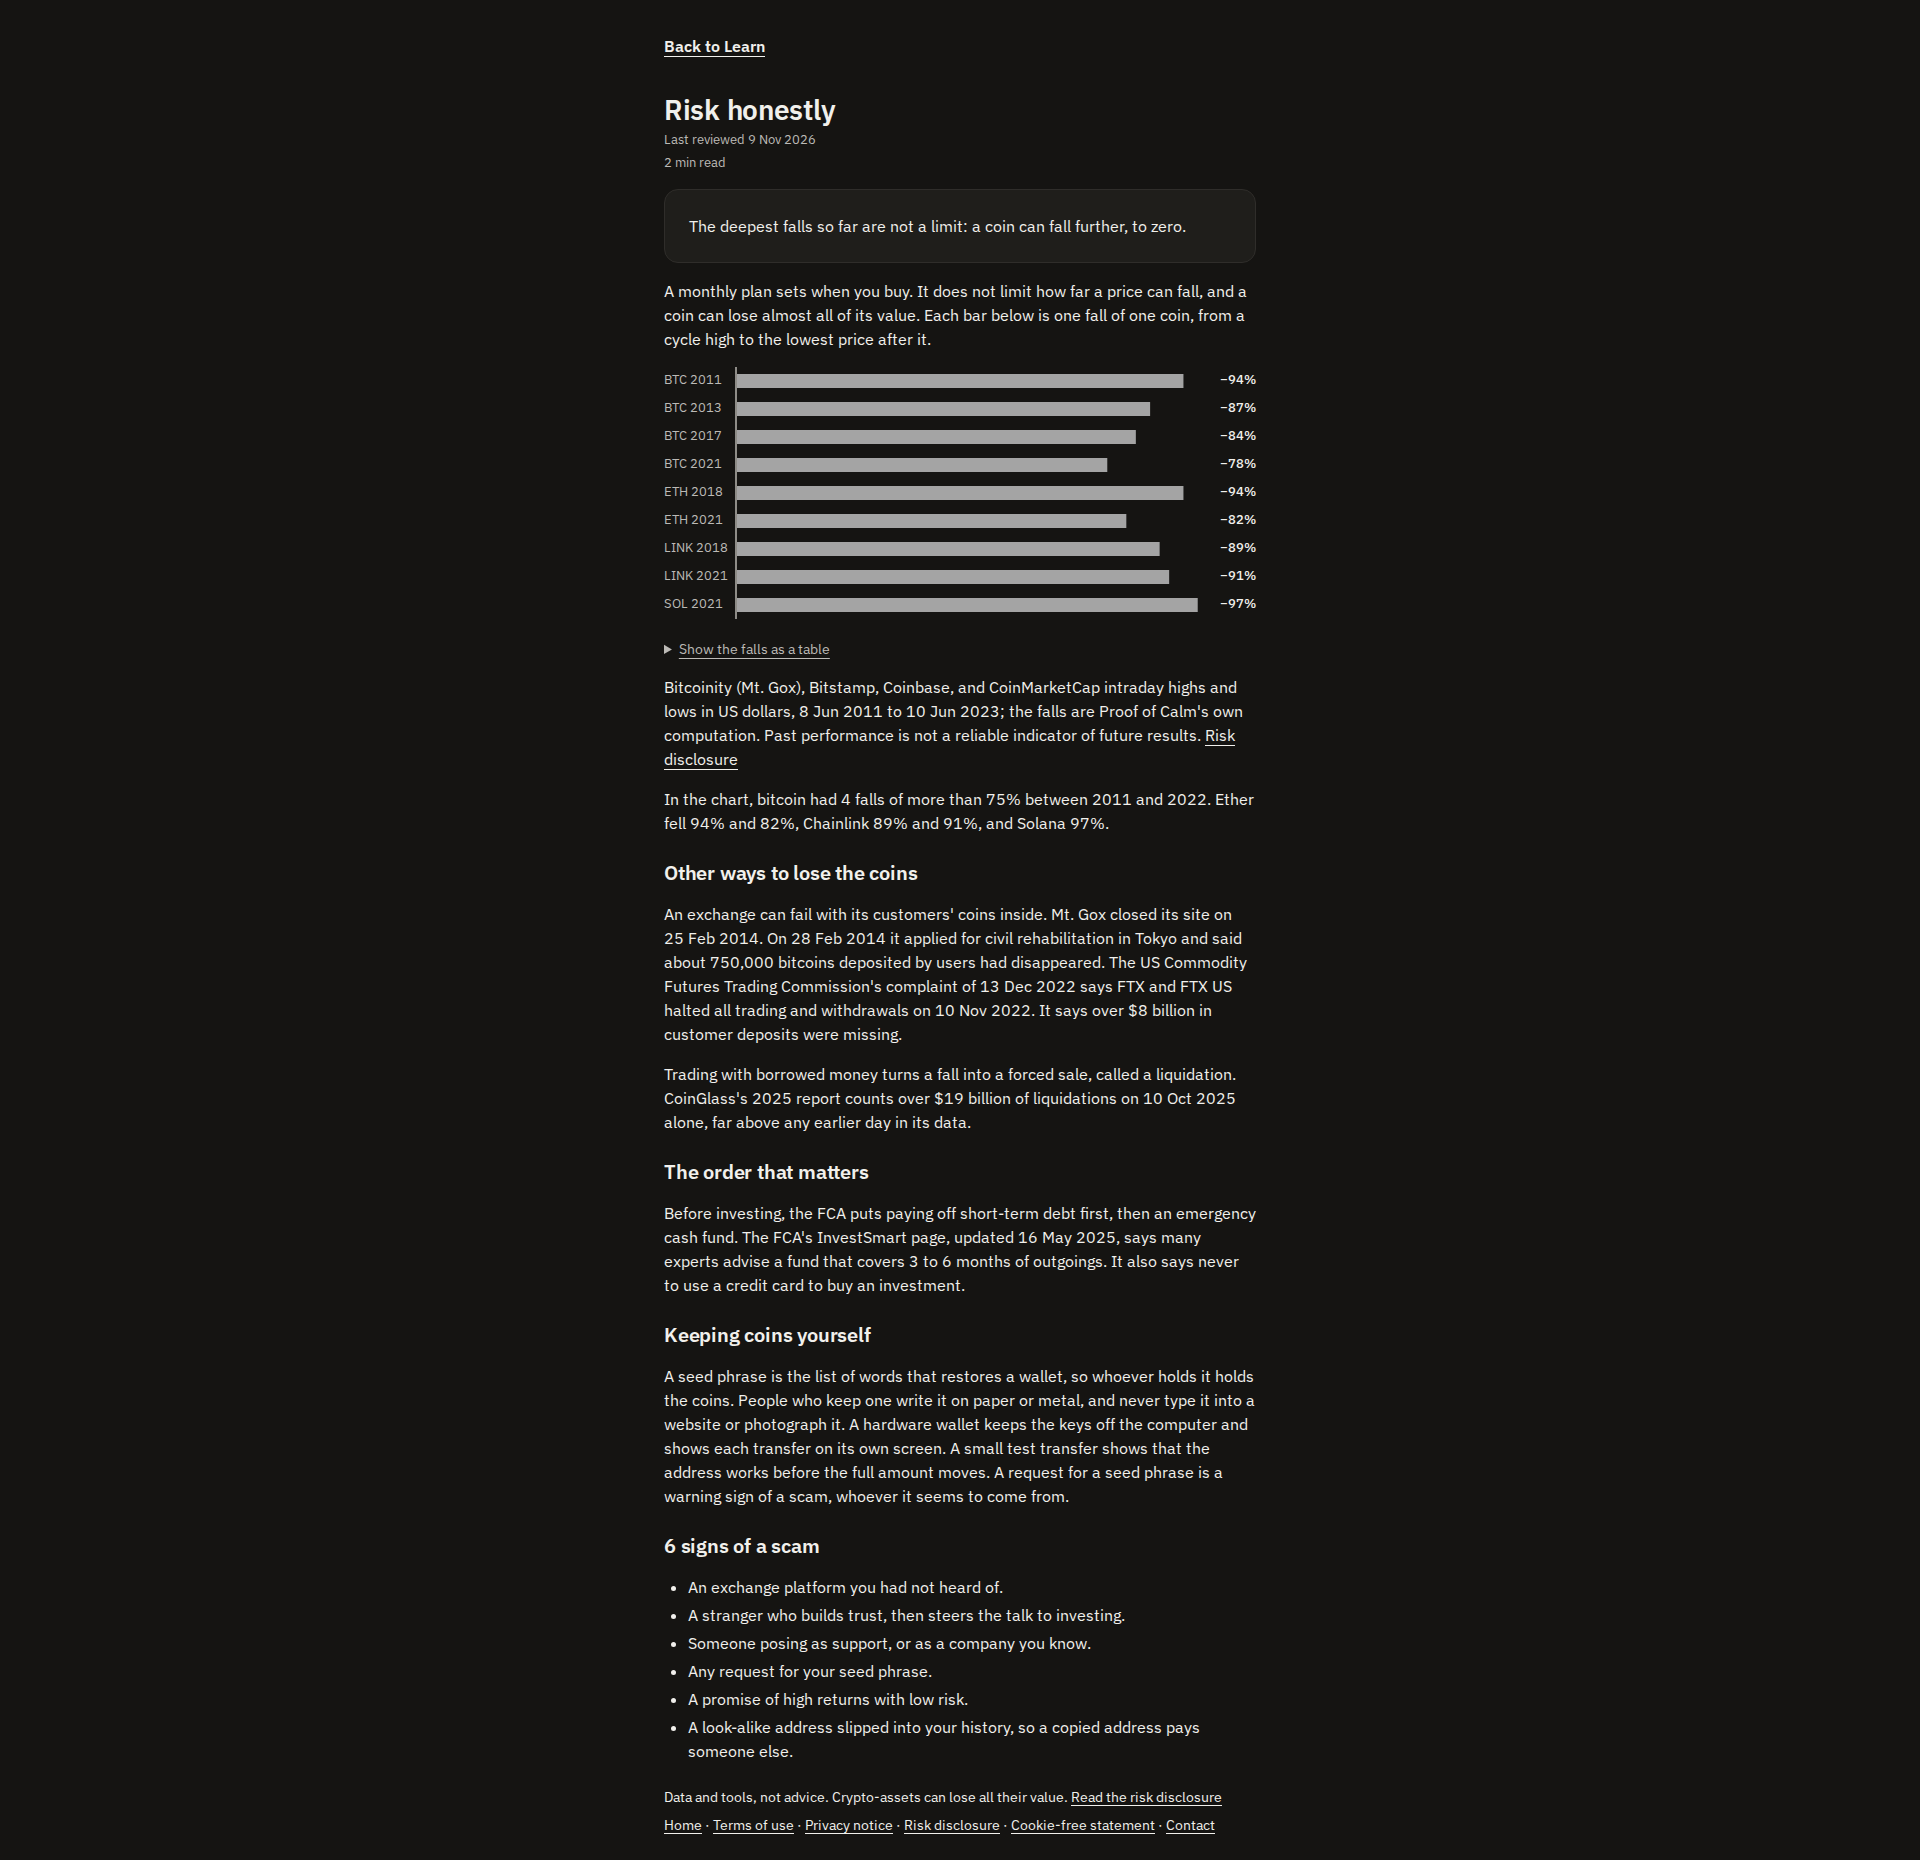 Back to Learn
Risk honestly
Last reviewed 9 Nov 2026
2 min read
The deepest falls so far are not a limit: a coin can fall further, to zero.
A monthly plan sets when you buy. It does not limit how far a price can fall, and a
coin can lose almost all of its value. Each bar below is one fall of one coin, from a
cycle high to the lowest price after it.
BTC 2011 −94%
BTC 2013 −87%
BTC 2017 −84%
BTC 2021 −78%
ETH 2018 −94%
ETH 2021 −82%
LINK 2018 −89%
LINK 2021 −91%
SOL 2021 −97%
Show the falls as a table
Bitcoinity (Mt. Gox), Bitstamp, Coinbase, and CoinMarketCap intraday highs and
lows in US dollars, 8 Jun 2011 to 10 Jun 2023; the falls are Proof of Calm's own
computation. Past performance is not a reliable indicator of future results. Risk
disclosure
In the chart, bitcoin had 4 falls of more than 75% between 2011 and 2022. Ether
fell 94% and 82%, Chainlink 89% and 91%, and Solana 97%.
Other ways to lose the coins
An exchange can fail with its customers' coins inside. Mt. Gox closed its site on
25 Feb 2014. On 28 Feb 2014 it applied for civil rehabilitation in Tokyo and said
about 750,000 bitcoins deposited by users had disappeared. The US Commodity
Futures Trading Commission's complaint of 13 Dec 2022 says FTX and FTX US
halted all trading and withdrawals on 10 Nov 2022. It says over $8 billion in
customer deposits were missing.
Trading with borrowed money turns a fall into a forced sale, called a liquidation.
CoinGlass's 2025 report counts over $19 billion of liquidations on 10 Oct 2025
alone, far above any earlier day in its data.
The order that matters
Before investing, the FCA puts paying off short-term debt first, then an emergency
cash fund. The FCA's InvestSmart page, updated 16 May 2025, says many
experts advise a fund that covers 3 to 6 months of outgoings. It also says never
to use a credit card to buy an investment.
Keeping coins yourself
A seed phrase is the list of words that restores a wallet, so whoever holds it holds
the coins. People who keep one write it on paper or metal, and never type it into a
website or photograph it. A hardware wallet keeps the keys off the computer and
shows each transfer on its own screen. A small test transfer shows that the
address works before the full amount moves. A request for a seed phrase is a
warning sign of a scam, whoever it seems to come from.
6 signs of a scam
• An exchange platform you had not heard of.
• A stranger who builds trust, then steers the talk to investing.
• Someone posing as support, or as a company you know.
• Any request for your seed phrase.
• A promise of high returns with low risk.
• A look-alike address slipped into your history, so a copied address pays
someone else.
Data and tools, not advice. Crypto-assets can lose all their value. Read the risk disclosure
Home · Terms of use · Privacy notice · Risk disclosure · Cookie-free statement · Contact